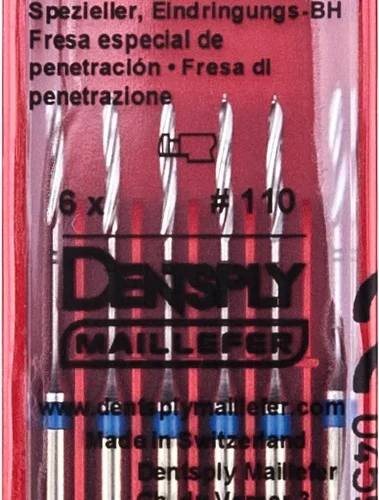 Spezieller, Eindringungs-BH
Fresa especial de
penetración • Fresa di
penetrazione
6 x # 110
DENTSPLY
MAILLEFER
www.dentsplymaillefer.com
Made in Switzerland
Dentsply Maillefer